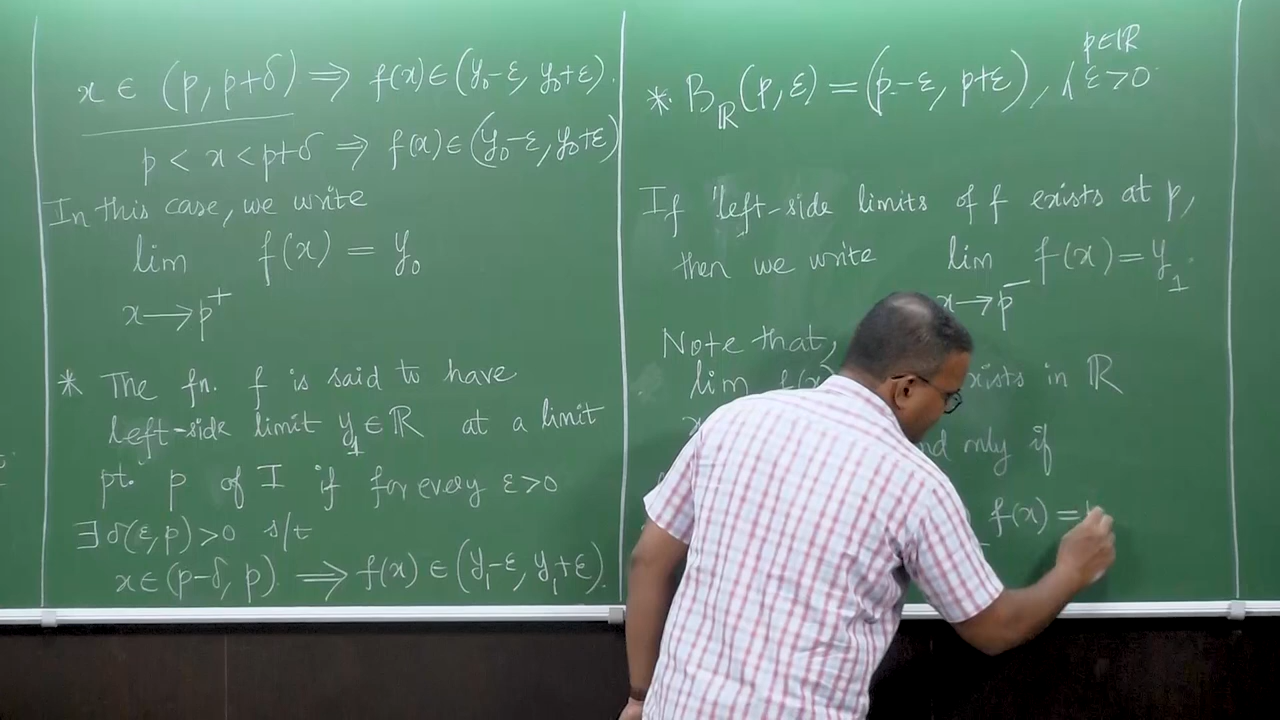 x ∈ (p, p+δ) ⟹ f(x) ∈ (y₀-ε, y₀+ε).
p < x < p+δ ⟹ f(x) ∈ (y₀-ε, y₀+ε)
In this case, we write
lim f(x) = y₀
x→p⁺
* The fn. f is said to have
left-side limit y₁ ∈ ℝ at a limit
pt. p of I if for every ε>0
∃ δ(ε,p)>0 s/t
x∈(p-δ, p). ⟹ f(x) ∈ (y₁-ε, y₁+ε).
p∈ℝ
*. B_ℝ(p,ε) = (p-ε, p+ε), ε>0.
If left-side limits of f exists at p,
then we write lim f(x) = y₁.
x→p⁻
Note that,
lim f(x) exists in ℝ
and only if
f(x) =